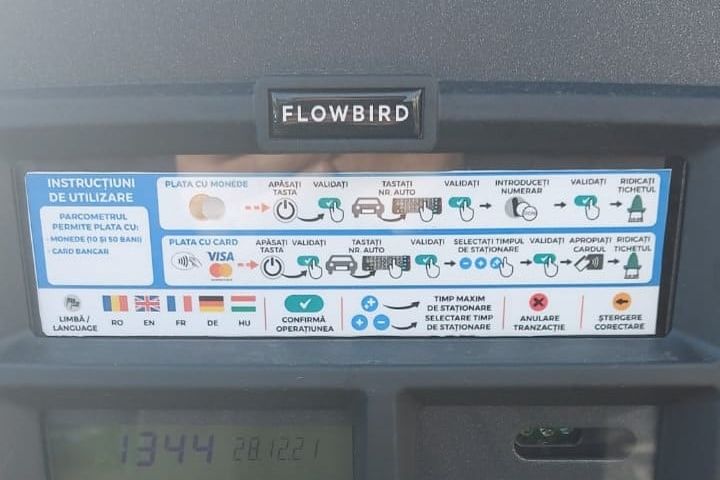 FLOWBIRD
INSTRUCȚIUNI
DE UTILIZARE
PARCOMETRUL
PERMITE PLATA CU:
- MONEDE (10 ȘI 50 BANI)
- CARD BANCAR
PLATA CU MONEDE
APĂSAȚI
TASTA
VALIDAȚI
TASTAȚI
NR. AUTO
VALIDAȚI
INTRODUCEȚI
NUMERAR
VALIDAȚI
RIDICAȚI
TICHETUL
PLATA CU CARD
VISA
mastercard
APĂSAȚI
TASTA
VALIDAȚI
TASTAȚI
NR. AUTO
VALIDAȚI
SELECTAȚI TIMPUL
DE STAȚIONARE
VALIDAȚI
APROPIAȚI
CARDUL
RIDICAȚI
TICHETUL
LIMBĂ /
LANGUAGE
RO
EN
FR
DE
HU
CONFIRMĂ
OPERAȚIUNEA
TIMP MAXIM
DE STAȚIONARE
SELECTARE TIMP
DE STAȚIONARE
ANULARE
TRANZACȚIE
ȘTERGERE
CORECTARE
1344 28.12.21